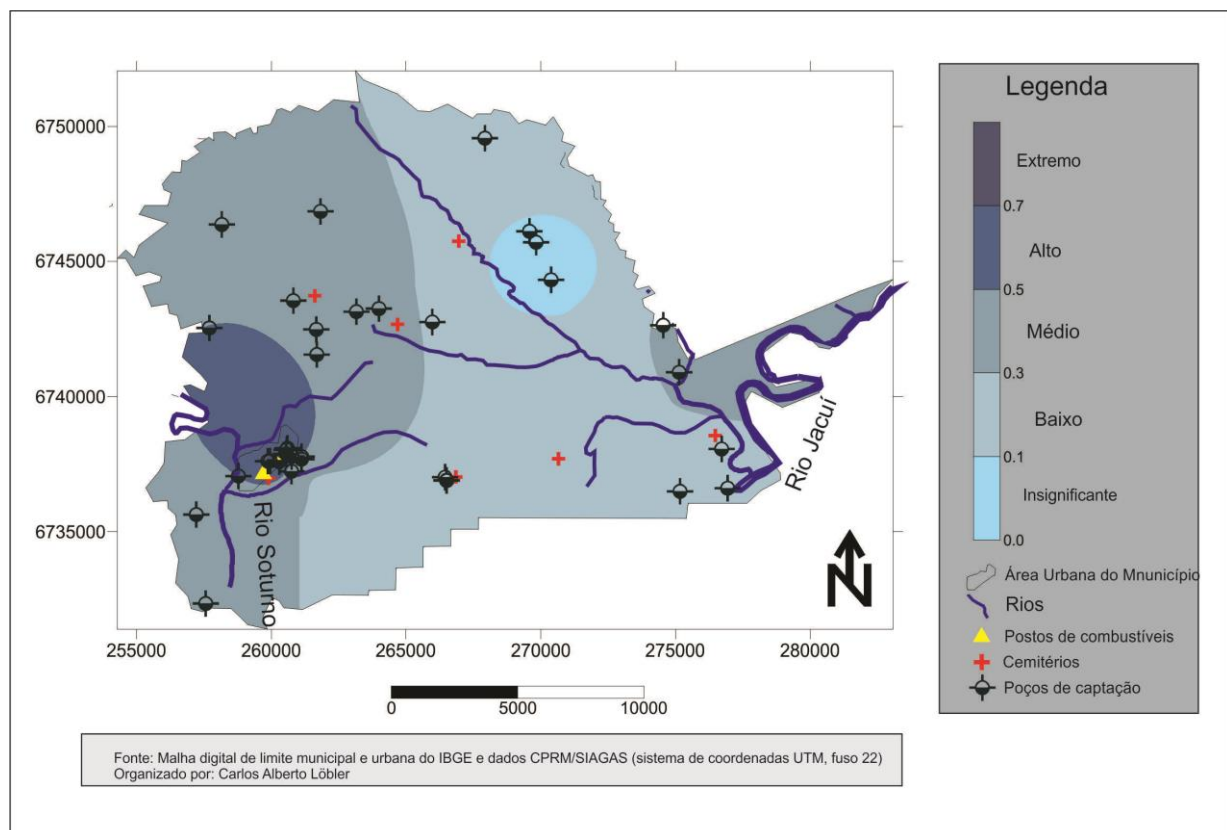 6750000
6745000
6740000
6735000
255000
260000
265000
270000
275000
280000
Rio Soturno
Rio Jacuí
N
0
5000
10000
Legenda
Extremo
0.7
Alto
0.5
Médio
0.3
Baixo
0.1
Insignificante
0.0
Área Urbana do Mnunicípio
Rios
Postos de combustíveis
Cemitérios
Poços de captação
Fonte: Malha digital de limite municipal e urbana do IBGE e dados CPRM/SIAGAS (sistema de coordenadas UTM, fuso 22)
Organizado por: Carlos Alberto Löbler